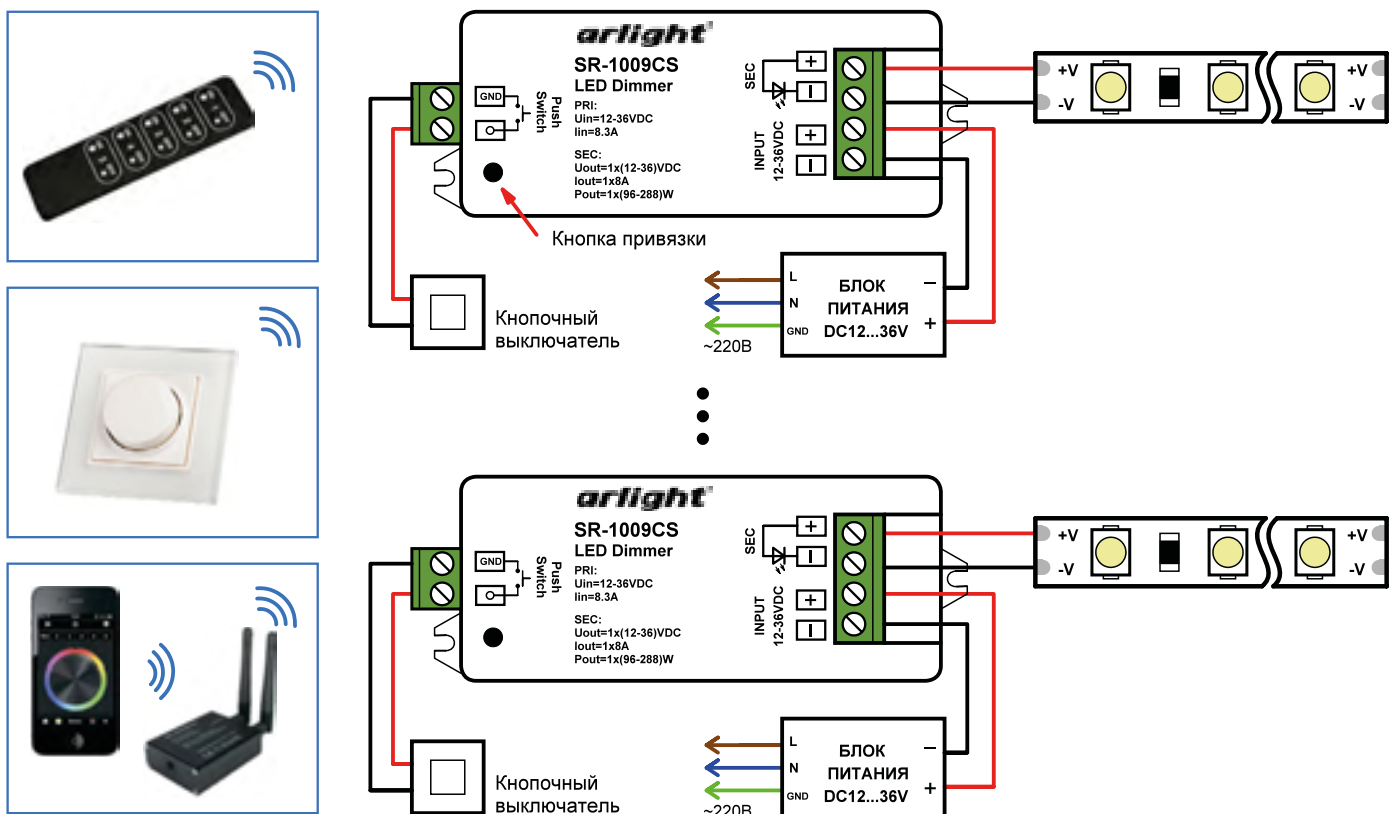 arlight
SR-1009CS
LED Dimmer
PRI:
Uin=12-36VDC
Iin=8.3A
SEC:
Uout=1x(12-36)VDC
Iout=1x8A
Pout=1x(96-288)W
GND
Push
Switch
SEC
+
−
INPUT
12-36VDC
+
−
+V
-V
+V
-V
Кнопка привязки
Кнопочный
выключатель
L
N
GND
~220В
БЛОК
ПИТАНИЯ
DC12...36V
−
+
arlight
SR-1009CS
LED Dimmer
PRI:
Uin=12-36VDC
Iin=8.3A
SEC:
Uout=1x(12-36)VDC
Iout=1x8A
Pout=1x(96-288)W
GND
Push
Switch
SEC
+
−
INPUT
12-36VDC
+
−
+V
-V
+V
-V
Кнопочный
выключатель
L
N
GND
~220В
БЛОК
ПИТАНИЯ
DC12...36V
−
+